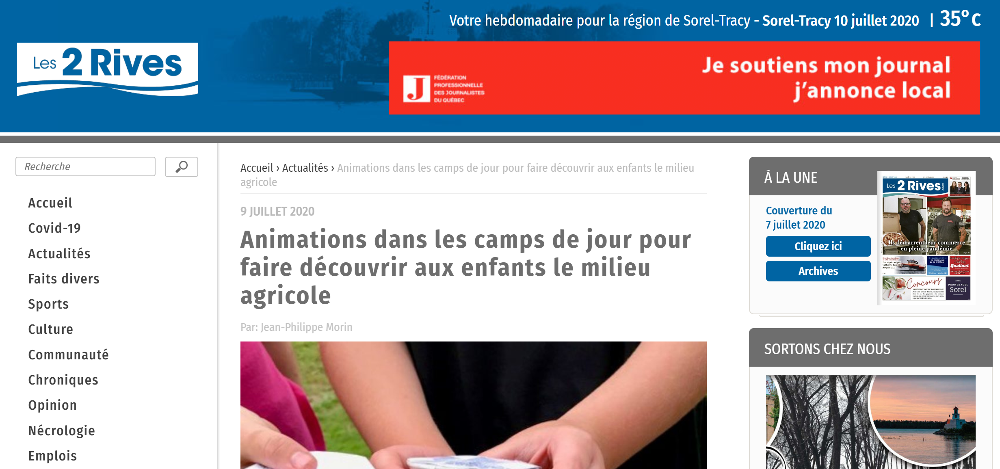 Votre hebdomadaire pour la région de Sorel-Tracy - Sorel-Tracy 10 juillet 2020 | 35° C
Les 2 Rives
FÉDÉRATION
PROFESSIONNELLE
DES JOURNALISTES
DU QUÉBEC
Je soutiens mon journal
j'annonce local
Recherche
Accueil
Covid-19
Actualités
Faits divers
Sports
Culture
Communauté
Chroniques
Opinion
Nécrologie
Emplois
Accueil › Actualités › Animations dans les camps de jour pour faire découvrir aux enfants le milieu
agricole
9 JUILLET 2020
Animations dans les camps de jour pour
faire découvrir aux enfants le milieu
agricole
Par: Jean-Philippe Morin
À LA UNE
Couverture du
7 juillet 2020
Cliquez ici
Archives
Les 2 Rives .com
Ils démarrent leur commerce
en pleine pandémie
Qualinet
Concours
PROMENADES
Sorel
SORTONS CHEZ NOUS